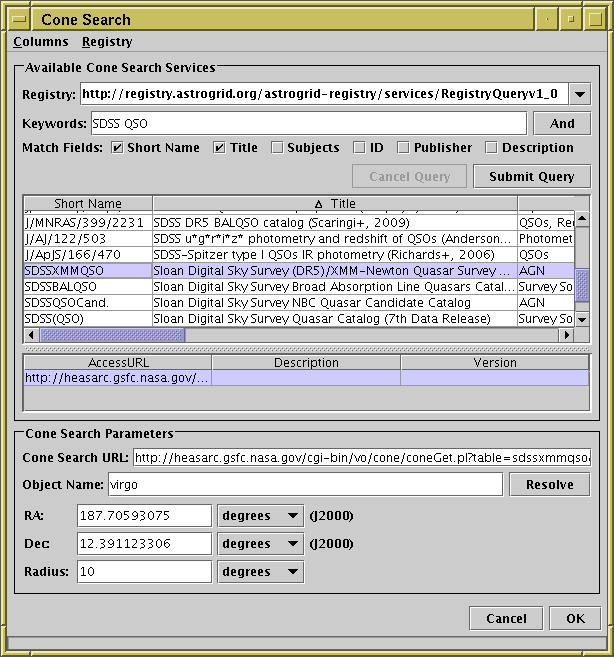 Cone Search
Columns Registry
Available Cone Search Services
Registry: http://registry.astrogrid.org/astrogrid-registry/services/RegistryQueryv1_0
Keywords: SDSS QSO And
Match Fields: Short Name Title Subjects ID Publisher Description
Cancel Query Submit Query
Short Name Δ Title
J/MNRAS/399/2231 SDSS DR5 BALQSO catalog (Scaringi+, 2009) QSOs, Re
J/AJ/122/503 SDSS u*g*r*i*z* photometry and redshift of QSOs (Anderson... Photomet
J/ApJS/166/470 SDSS-Spitzer type I QSOs IR photometry (Richards+, 2006) QSOs
SDSSXMMQSO Sloan Digital Sky Survey (DR5)/XMM-Newton Quasar Survey ... AGN
SDSSBALQSO Sloan Digital Sky Survey Broad Absorption Line Quasars Catal... Survey So
SDSSQSOCand. Sloan Digital Sky Survey NBC Quasar Candidate Catalog AGN
SDSS(QSO) Sloan Digital Sky Survey Quasar Catalog (7th Data Release) Survey So
AccessURL Description Version
http://heasarc.gsfc.nasa.gov/...
Cone Search Parameters
Cone Search URL: http://heasarc.gsfc.nasa.gov/cgi-bin/vo/cone/coneGet.pl?table=sdssxmmqso
Object Name: virgo Resolve
RA: 187.70593075 degrees (J2000)
Dec: 12.391123306 degrees (J2000)
Radius: 10 degrees
Cancel OK